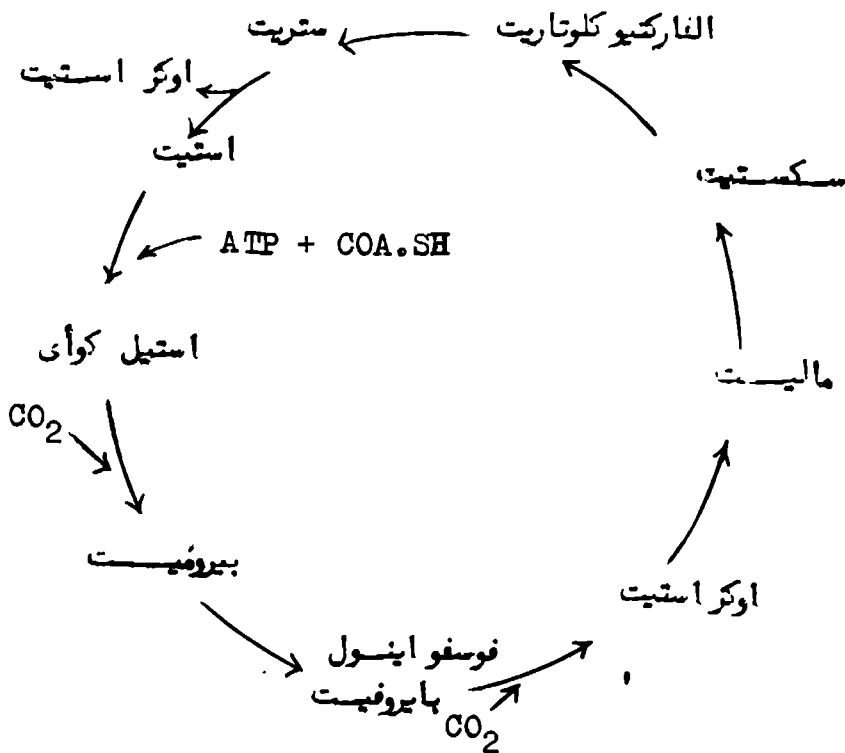 الفاركتيو كلوتاريت
ستريت
اوكز استيت
استيت
سكستيت
ATP + COA.SH
استيل كوأى
ماليت
CO2
بيروفيت
اوكز استيت
فوسفو اينول
بايروفيت
CO2